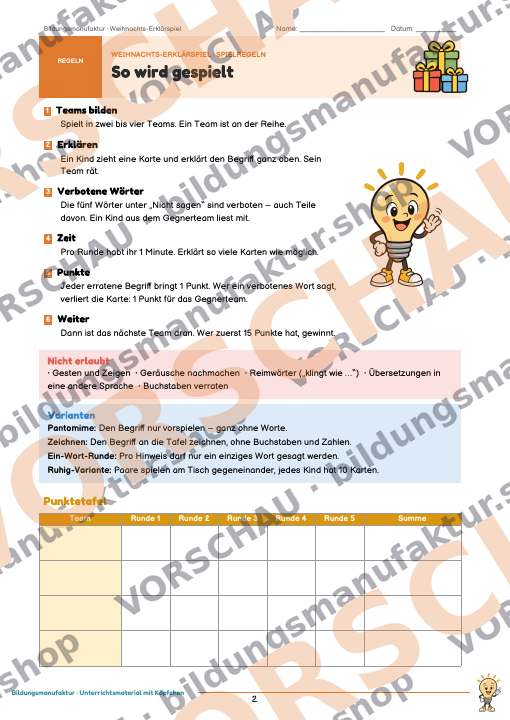 Bildungsmanufaktur · Weihnachts-Erklärspiel
Name: ____________ Datum: ________
REGELN
WEIHNACHTS-ERKLÄRSPIEL · SPIELREGELN
So wird gespielt
1 Teams bilden
Spielt in zwei bis vier Teams. Ein Team ist an der Reihe.
2 Erklären
Ein Kind zieht eine Karte und erklärt den Begriff ganz oben. Sein
Team rät.
3 Verbotene Wörter
Die fünf Wörter unter „Nicht sagen" sind verboten – auch Teile
davon. Ein Kind aus dem Gegnerteam liest mit.
4 Zeit
Pro Runde habt ihr 1 Minute. Erklärt so viele Karten wie möglich.
5 Punkte
Jeder erratene Begriff bringt 1 Punkt. Wer ein verbotenes Wort sagt,
verliert die Karte: 1 Punkt für das Gegnerteam.
6 Weiter
Dann ist das nächste Team dran. Wer zuerst 15 Punkte hat, gewinnt.
Nicht erlaubt
· Gesten und Zeigen · Geräusche nachmachen · Reimwörter („klingt wie …") · Übersetzungen in
eine andere Sprache · Buchstaben verraten
Varianten
Pantomime: Den Begriff nur vorspielen – ganz ohne Worte.
Zeichnen: Den Begriff an die Tafel zeichnen, ohne Buchstaben und Zahlen.
Ein-Wort-Runde: Pro Hinweis darf nur ein einziges Wort gesagt werden.
Ruhig-Variante: Paare spielen am Tisch gegeneinander, jedes Kind hat 10 Karten.
Punktetafel
Team Runde 1 Runde 2 Runde 3 Runde 4 Runde 5 Summe
Bildungsmanufaktur · Unterrichtsmaterial mit Köpfchen
2
VORSCHAU · bildungsmanufaktur.shop
VORSCHAU